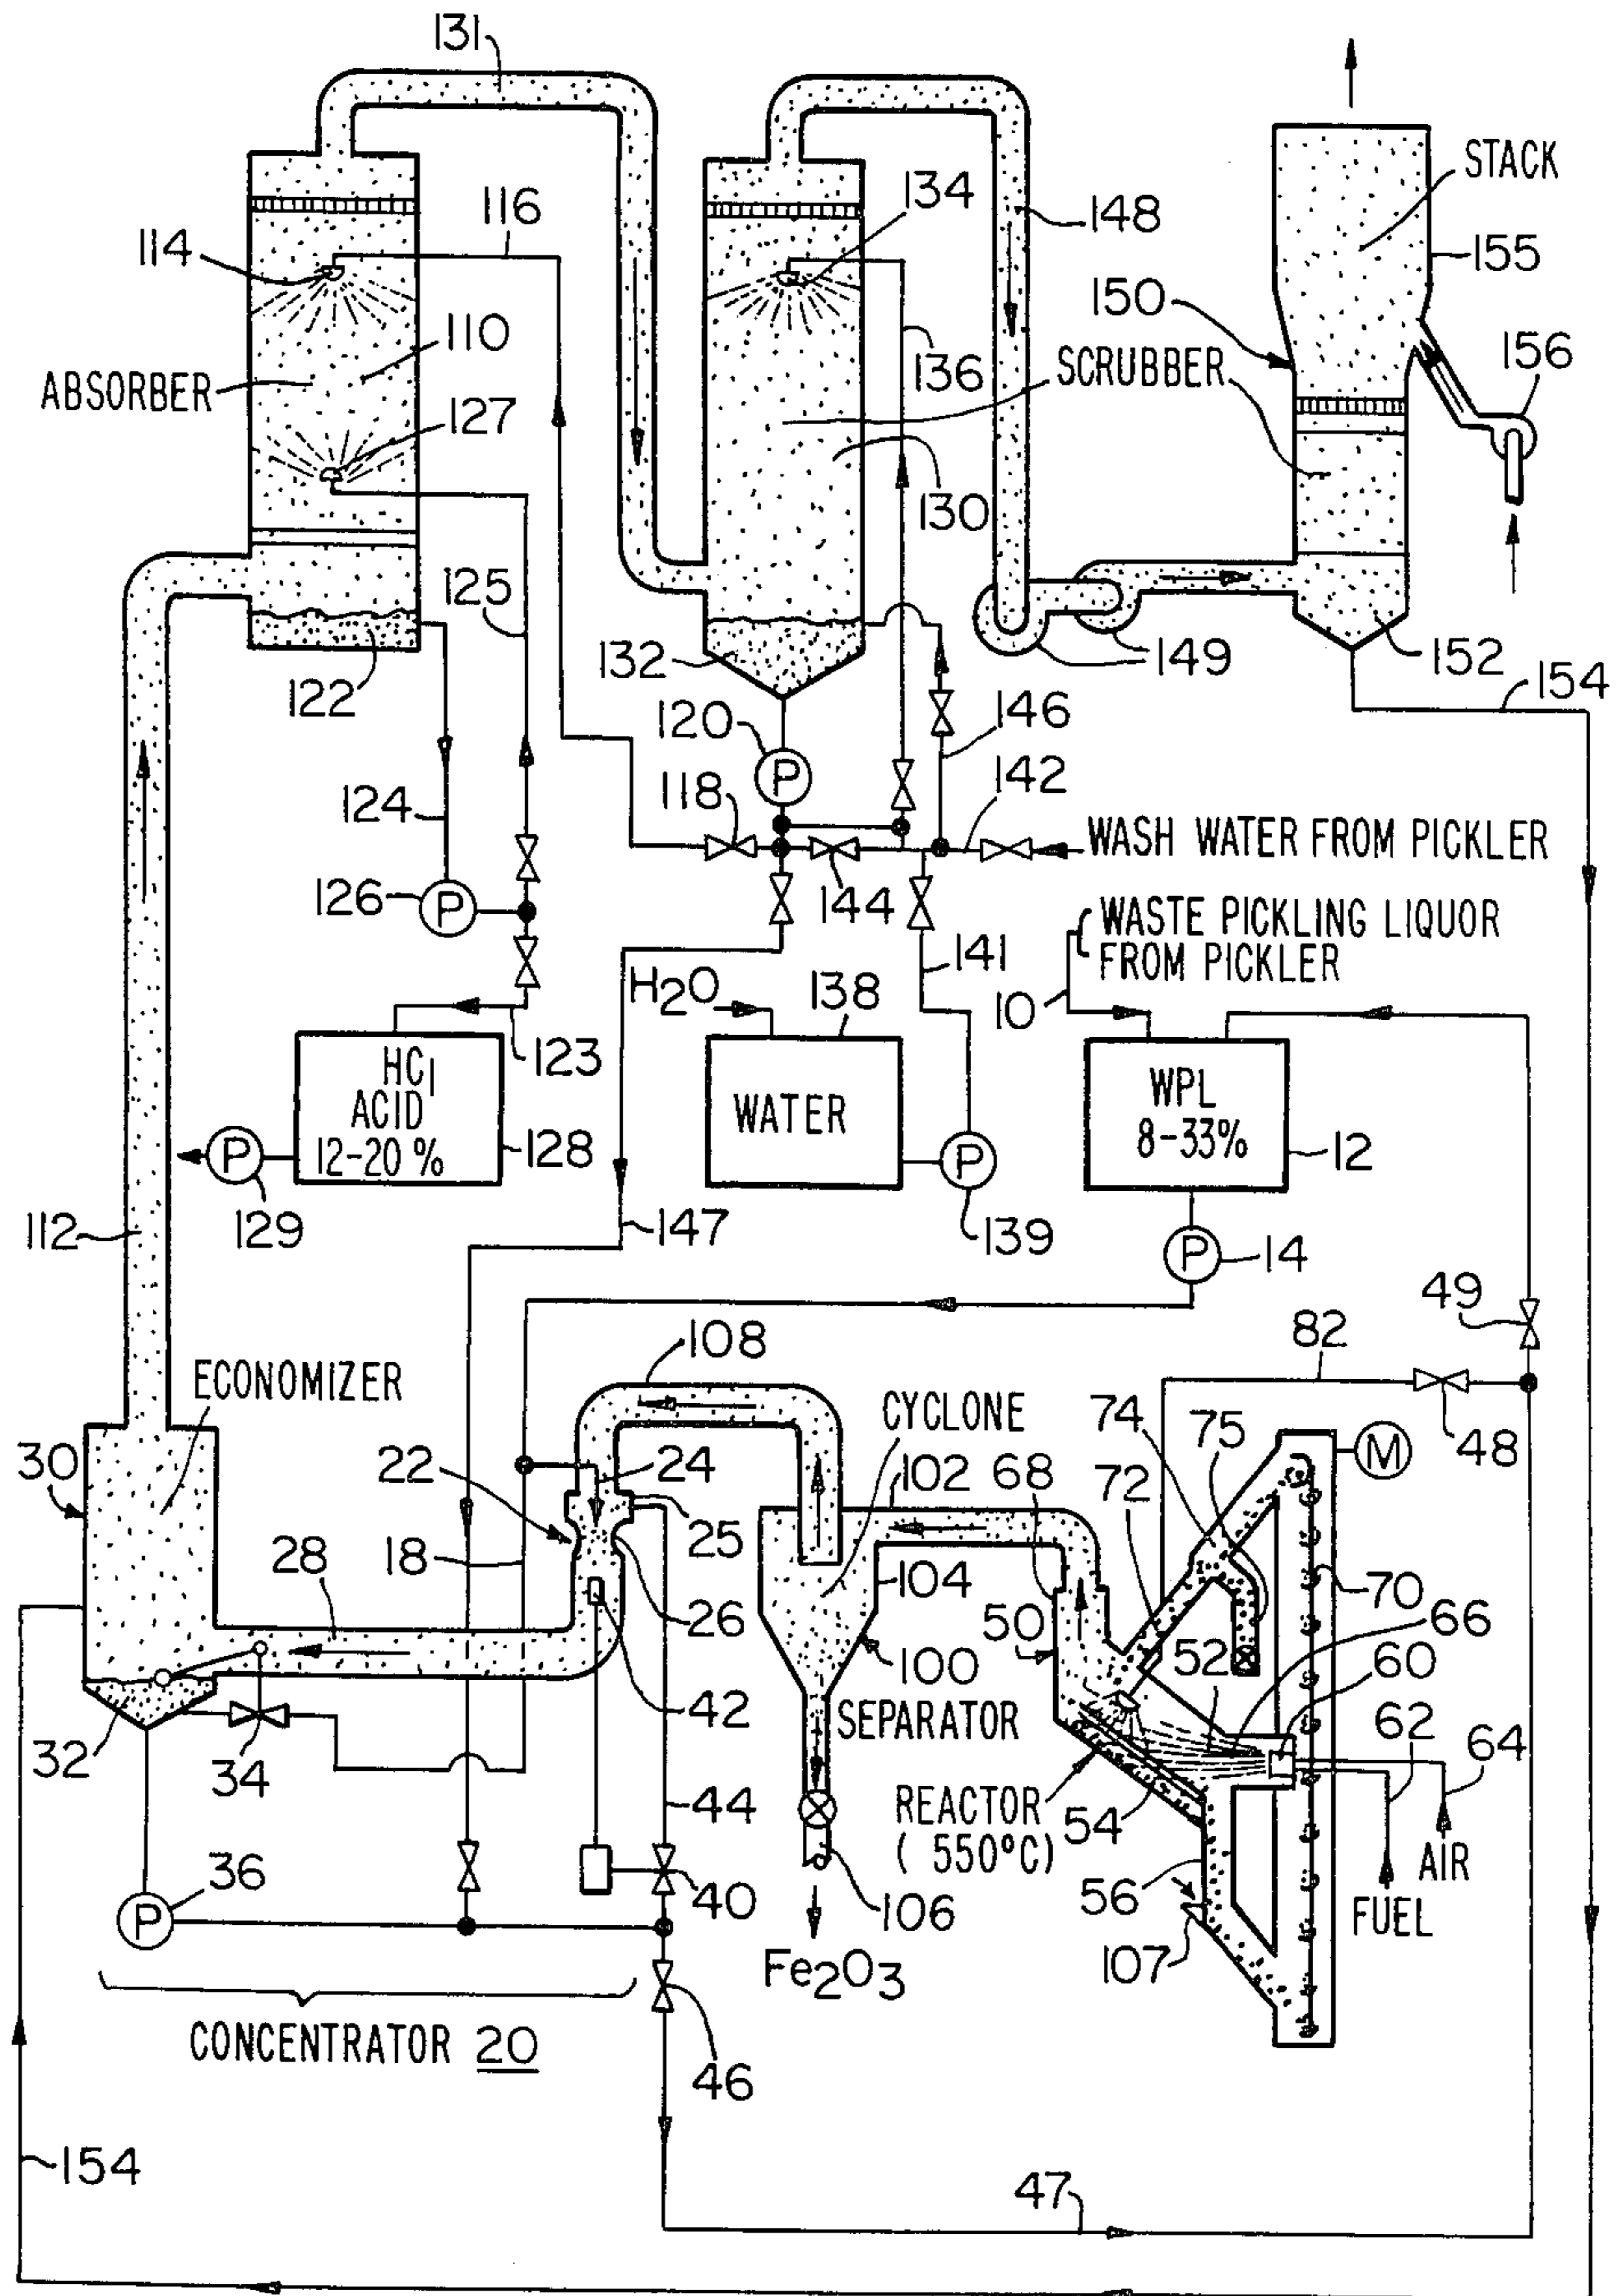 131
STACK
134
116
148
114
155
150
110
136
SCRUBBER
156
ABSORBER
127
130
125
149
152
122
132
154
120
146
118
142
124
WASH WATER FROM PICKLER
126
144
WASTE PICKLING LIQUOR
FROM PICKLER
141
H2O
138
10
123
HCl
ACID
12-20 %
WATER
WPL
8-33%
128
12
129
139
112
147
14
49
108
82
ECONOMIZER
CYCLONE
74
75
M
48
30
22
24
102
68
72
25
18
28
104
70
26
50
66
100
52
60
42
SEPARATOR
62
32
34
64
44
REACTOR
( 550°C)
54
AIR
36
40
56
FUEL
106
107
Fe2O3
CONCENTRATOR 20
46
154
47
P
P
P
P
P
P